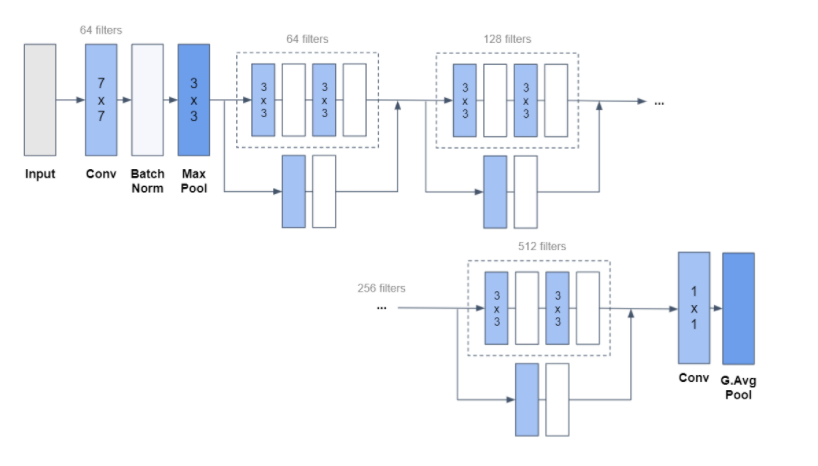 64 filters
7
x
7
3
x
3
Input
Conv
Batch
Norm
Max
Pool
64 filters
3
x
3
3
x
3
128 filters
3
x
3
3
x
3
...
256 filters
...
512 filters
3
x
3
3
x
3
1
x
1
Conv
G.Avg
Pool